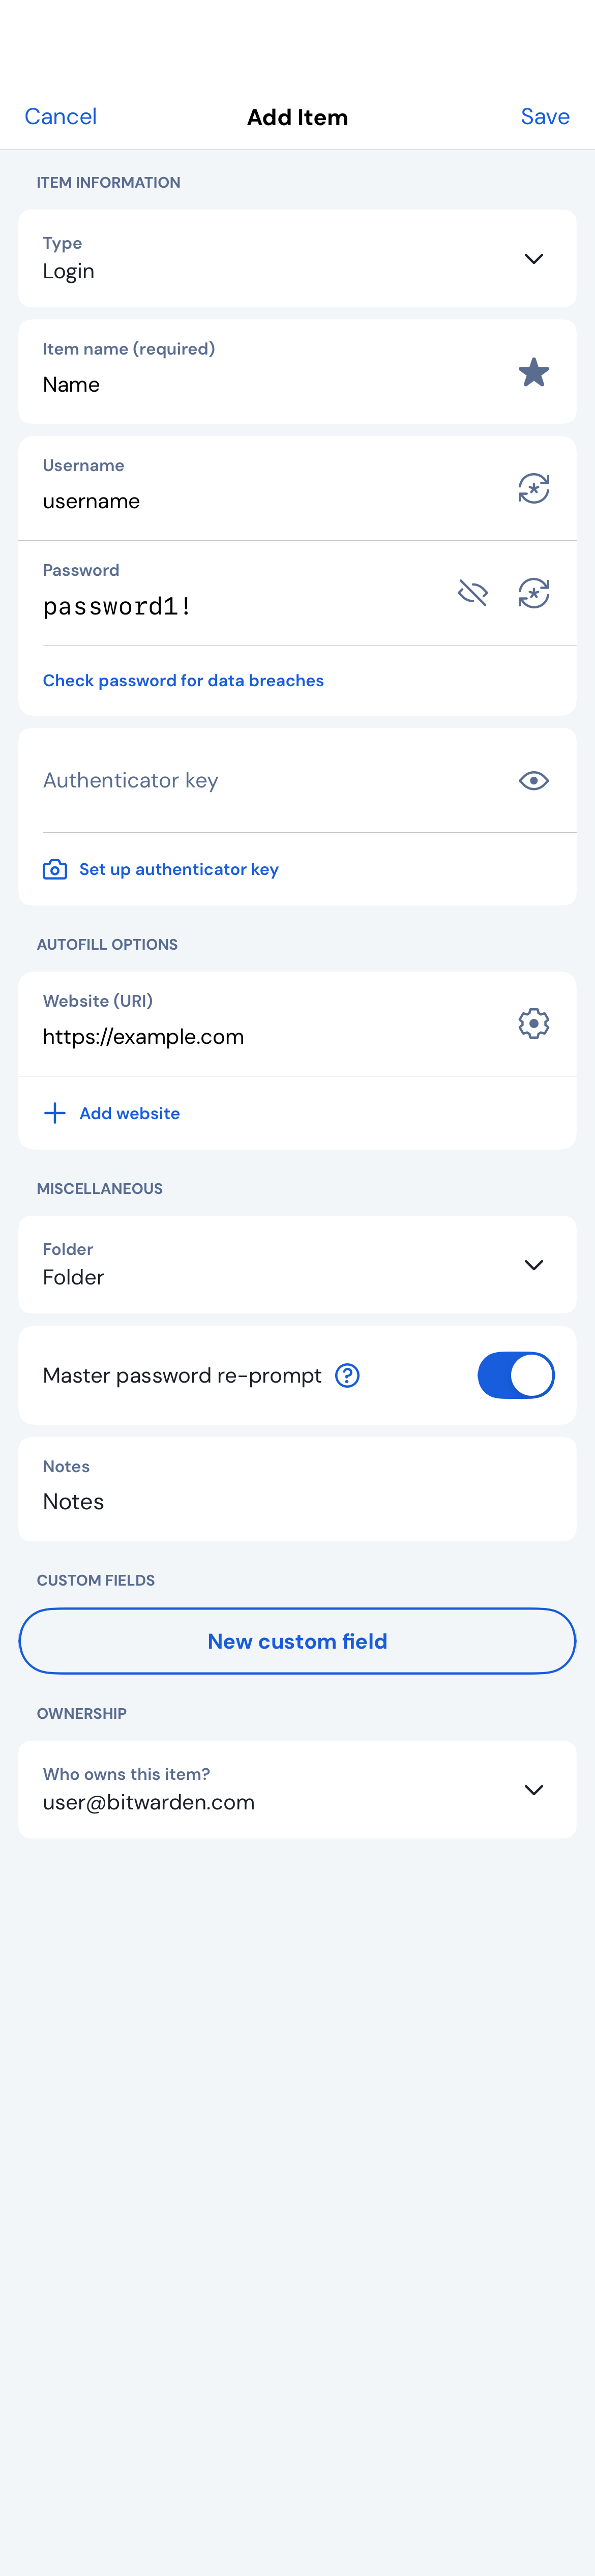 Cancel
Add Item
Save
ITEM INFORMATION
Type
Login
Item name (required)
Name
Username
username
Password
password1!
Check password for data breaches
Authenticator key
Set up authenticator key
AUTOFILL OPTIONS
Website (URI)
https://example.com
Add website
MISCELLANEOUS
Folder
Folder
Master password re-prompt
Notes
Notes
CUSTOM FIELDS
New custom field
OWNERSHIP
Who owns this item?
user@bitwarden.com